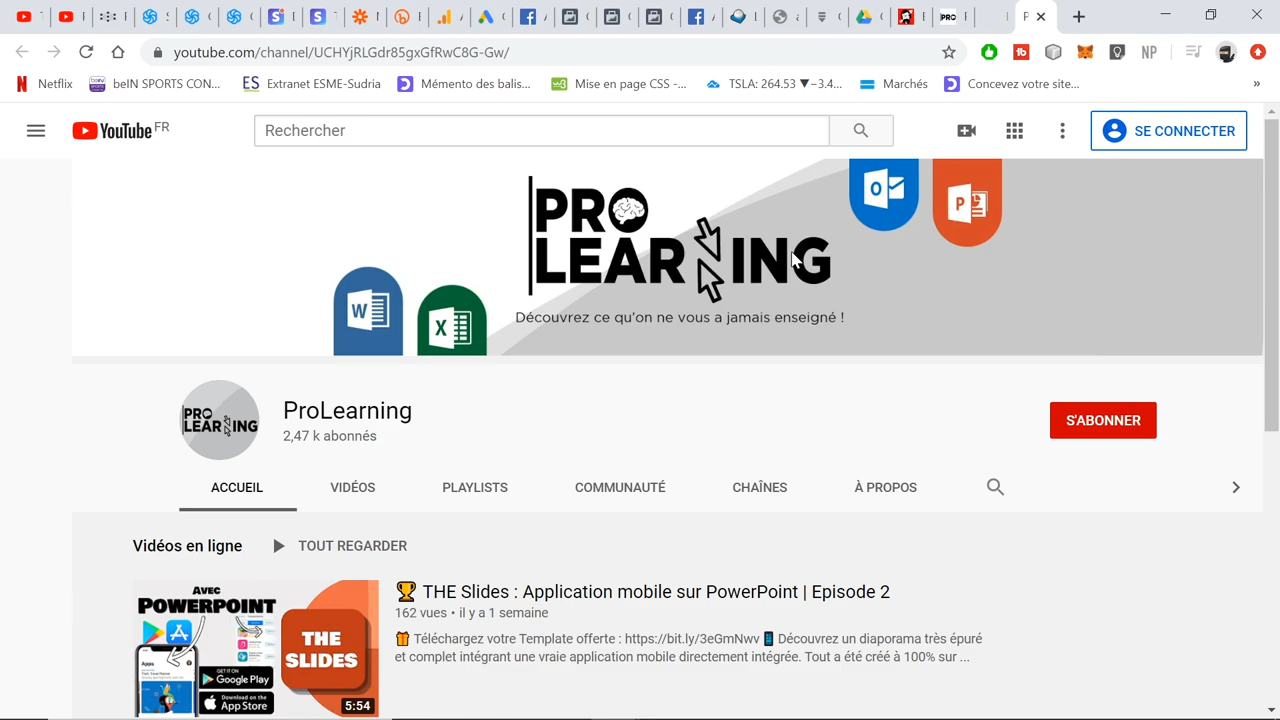 youtube.com/channel/UCHYjRLGdr85gxGfRwC8G-Gw/
NP
Netflix
beIN SPORTS CON...
ES Extranet ESME-Sudria
Mémento des balis...
Mise en page CSS -...
TSLA: 264.53 ▼−3.4...
Marchés
Concevez votre site...
»
YouTube FR
Rechercher
SE CONNECTER
PRO
LEARNING
Découvrez ce qu'on ne vous a jamais enseigné !
W
X
O
P
PRO
LEARNING
ProLearning
2,47 k abonnés
S'ABONNER
ACCUEIL
VIDÉOS
PLAYLISTS
COMMUNAUTÉ
CHAÎNES
À PROPOS
Vidéos en ligne
TOUT REGARDER
AVEC
POWERPOINT
THE
SLIDES
Apps
GET IT ON
Google Play
Download on the
App Store
5:54
🏆 THE Slides : Application mobile sur PowerPoint | Episode 2
162 vues • il y a 1 semaine
🎁 Téléchargez votre Template offerte : https://bit.ly/3eGmNwv 📱 Découvrez un diaporama très épuré
et complet intégrant une vraie application mobile directement intégrée. Tout a été créé à 100% sur ...